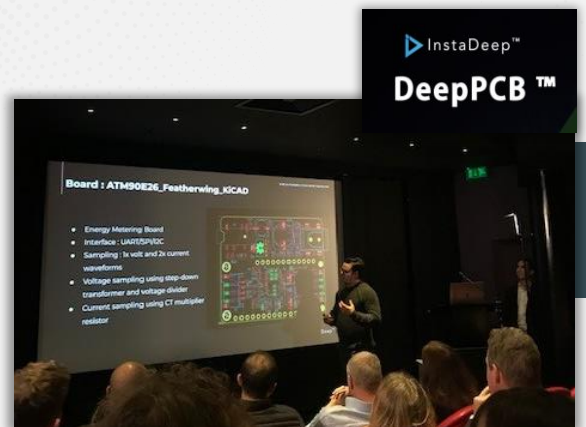 InstaDeep™
DeepPCB ™
Board : ATM90E26_Featherwing_KiCAD
• Energy Metering Board
• Interface : UART/SPI/I2C
• Sampling : 1x volt and 2x current
waveforms
• Voltage sampling using step-down
transformer and voltage divider
• Current sampling using CT multiplier
resistor